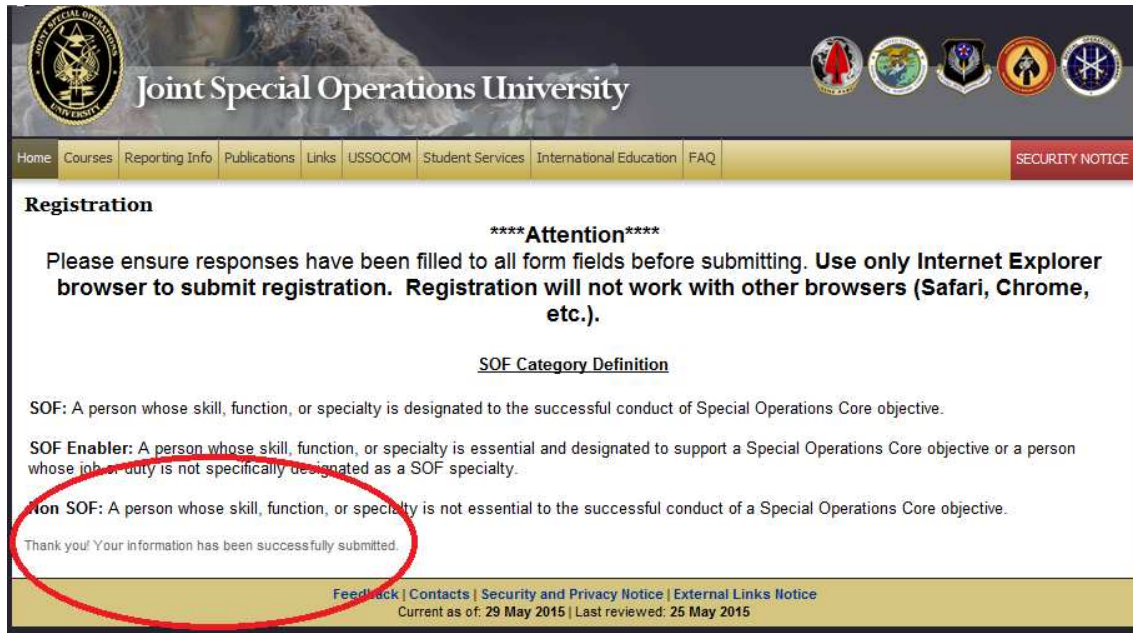 Joint Special Operations University
Home Courses Reporting Info Publications Links USSOCOM Student Services International Education FAQ SECURITY NOTICE
Registration
****Attention****
Please ensure responses have been filled to all form fields before submitting. Use only Internet Explorer
browser to submit registration. Registration will not work with other browsers (Safari, Chrome,
etc.).
SOF Category Definition
SOF: A person whose skill, function, or specialty is designated to the successful conduct of Special Operations Core objective.
SOF Enabler: A person whose skill, function, or specialty is essential and designated to support a Special Operations Core objective or a person
whose job or duty is not specifically designated as a SOF specialty.
Non SOF: A person whose skill, function, or specialty is not essential to the successful conduct of a Special Operations Core objective.
Thank you! Your information has been successfully submitted.
Feedback | Contacts | Security and Privacy Notice | External Links Notice
Current as of: 29 May 2015 | Last reviewed: 25 May 2015